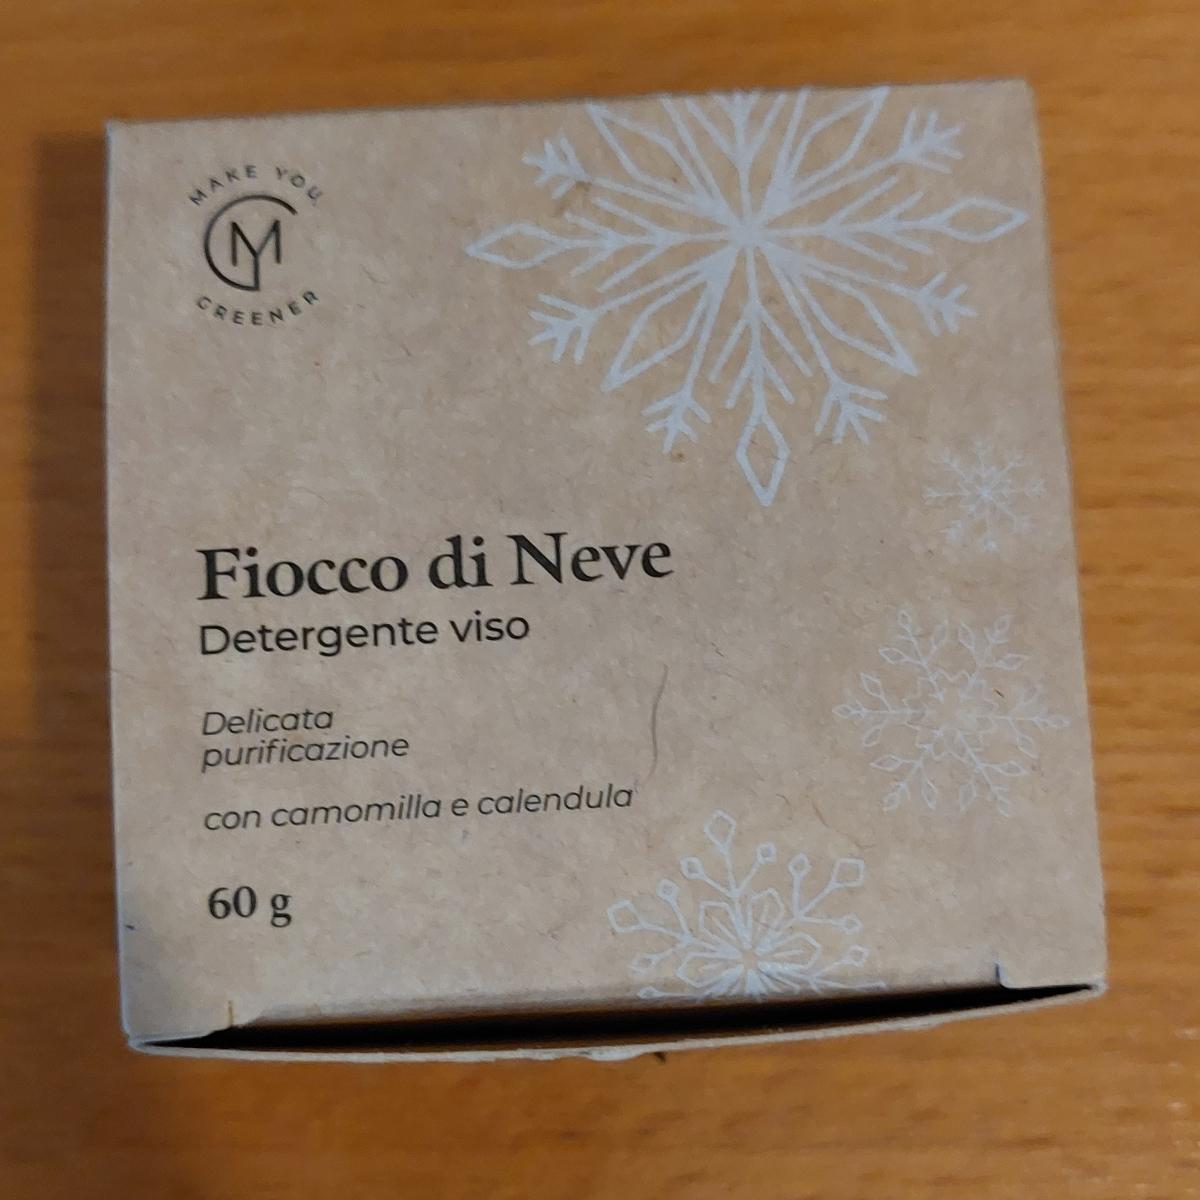 MAKE YOU
GREENER
Fiocco di Neve
Detergente viso
Delicata
purificazione
con camomilla e calendula
60 g